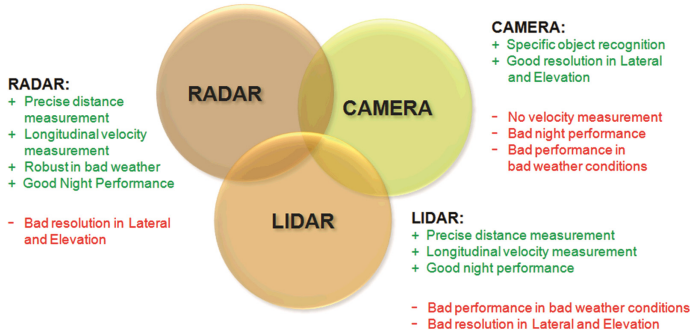 RADAR:
+ Precise distance
measurement
+ Longitudinal velocity
measurement
+ Robust in bad weather
+ Good Night Performance
− Bad resolution in Lateral
and Elevation
RADAR
CAMERA
LIDAR
CAMERA:
+ Specific object recognition
+ Good resolution in Lateral
and Elevation
− No velocity measurement
− Bad night performance
− Bad performance in
bad weather conditions
LIDAR:
+ Precise distance measurement
+ Longitudinal velocity measurement
+ Good night performance
− Bad performance in bad weather conditions
− Bad resolution in Lateral and Elevation